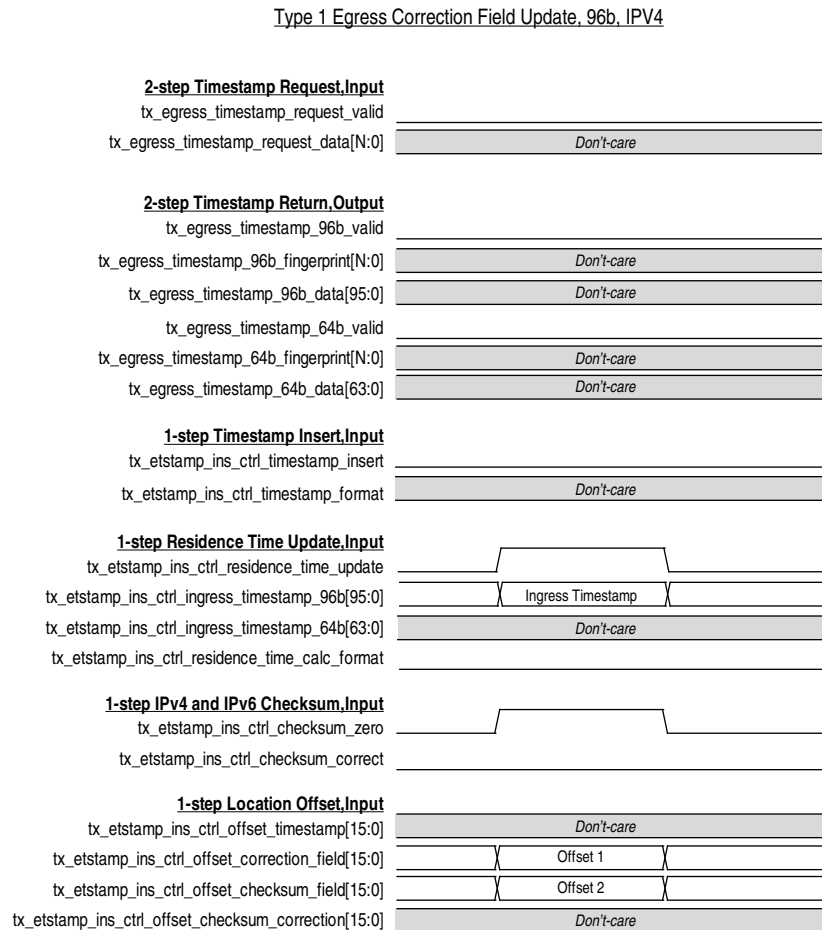 Type 1 Egress Correction Field Update, 96b, IPV4
2-step Timestamp Request,Input
tx_egress_timestamp_request_valid
tx_egress_timestamp_request_data[N:0] Don't-care
2-step Timestamp Return,Output
tx_egress_timestamp_96b_valid
tx_egress_timestamp_96b_fingerprint[N:0] Don't-care
tx_egress_timestamp_96b_data[95:0] Don't-care
tx_egress_timestamp_64b_valid
tx_egress_timestamp_64b_fingerprint[N:0] Don't-care
tx_egress_timestamp_64b_data[63:0] Don't-care
1-step Timestamp Insert,Input
tx_etstamp_ins_ctrl_timestamp_insert
tx_etstamp_ins_ctrl_timestamp_format Don't-care
1-step Residence Time Update,Input
tx_etstamp_ins_ctrl_residence_time_update
tx_etstamp_ins_ctrl_ingress_timestamp_96b[95:0] Ingress Timestamp
tx_etstamp_ins_ctrl_ingress_timestamp_64b[63:0] Don't-care
tx_etstamp_ins_ctrl_residence_time_calc_format
1-step IPv4 and IPv6 Checksum,Input
tx_etstamp_ins_ctrl_checksum_zero
tx_etstamp_ins_ctrl_checksum_correct
1-step Location Offset,Input
tx_etstamp_ins_ctrl_offset_timestamp[15:0] Don't-care
tx_etstamp_ins_ctrl_offset_correction_field[15:0] Offset 1
tx_etstamp_ins_ctrl_offset_checksum_field[15:0] Offset 2
tx_etstamp_ins_ctrl_offset_checksum_correction[15:0] Don't-care